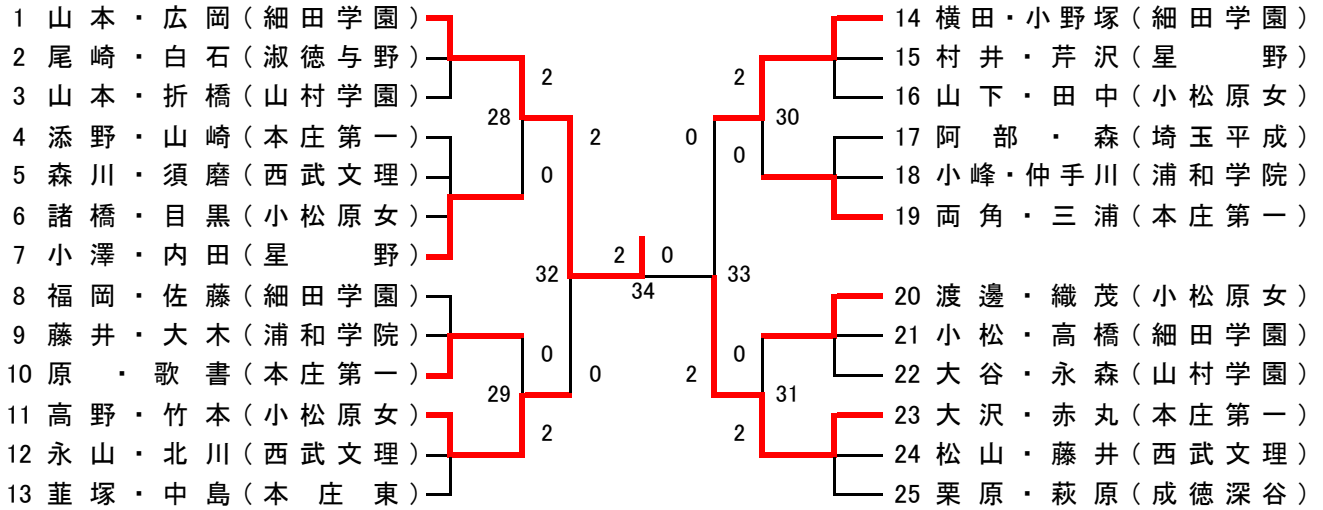 1 山本・広岡(細田学園)
2 尾崎・白石(淑徳与野)
3 山本・折橋(山村学園)
4 添野・山崎(本庄第一)
5 森川・須磨(西武文理)
6 諸橋・目黒(小松原女)
7 小澤・内田(星　野)
8 福岡・佐藤(細田学園)
9 藤井・大木(浦和学院)
10 原・歌書(本庄第一)
11 高野・竹本(小松原女)
12 永山・北川(西武文理)
13 韮塚・中島(本庄東)
2
28
2
0
32
0
29
0
2
2 0
34
2
0
30
0
33
0
2
31
2
14 横田・小野塚(細田学園)
15 村井・芹沢(星　野)
16 山下・田中(小松原女)
17 阿部・森(埼玉平成)
18 小峰・仲手川(浦和学院)
19 両角・三浦(本庄第一)
20 渡邊・織茂(小松原女)
21 小松・高橋(細田学園)
22 大谷・永森(山村学園)
23 大沢・赤丸(本庄第一)
24 松山・藤井(西武文理)
25 栗原・萩原(成徳深谷)